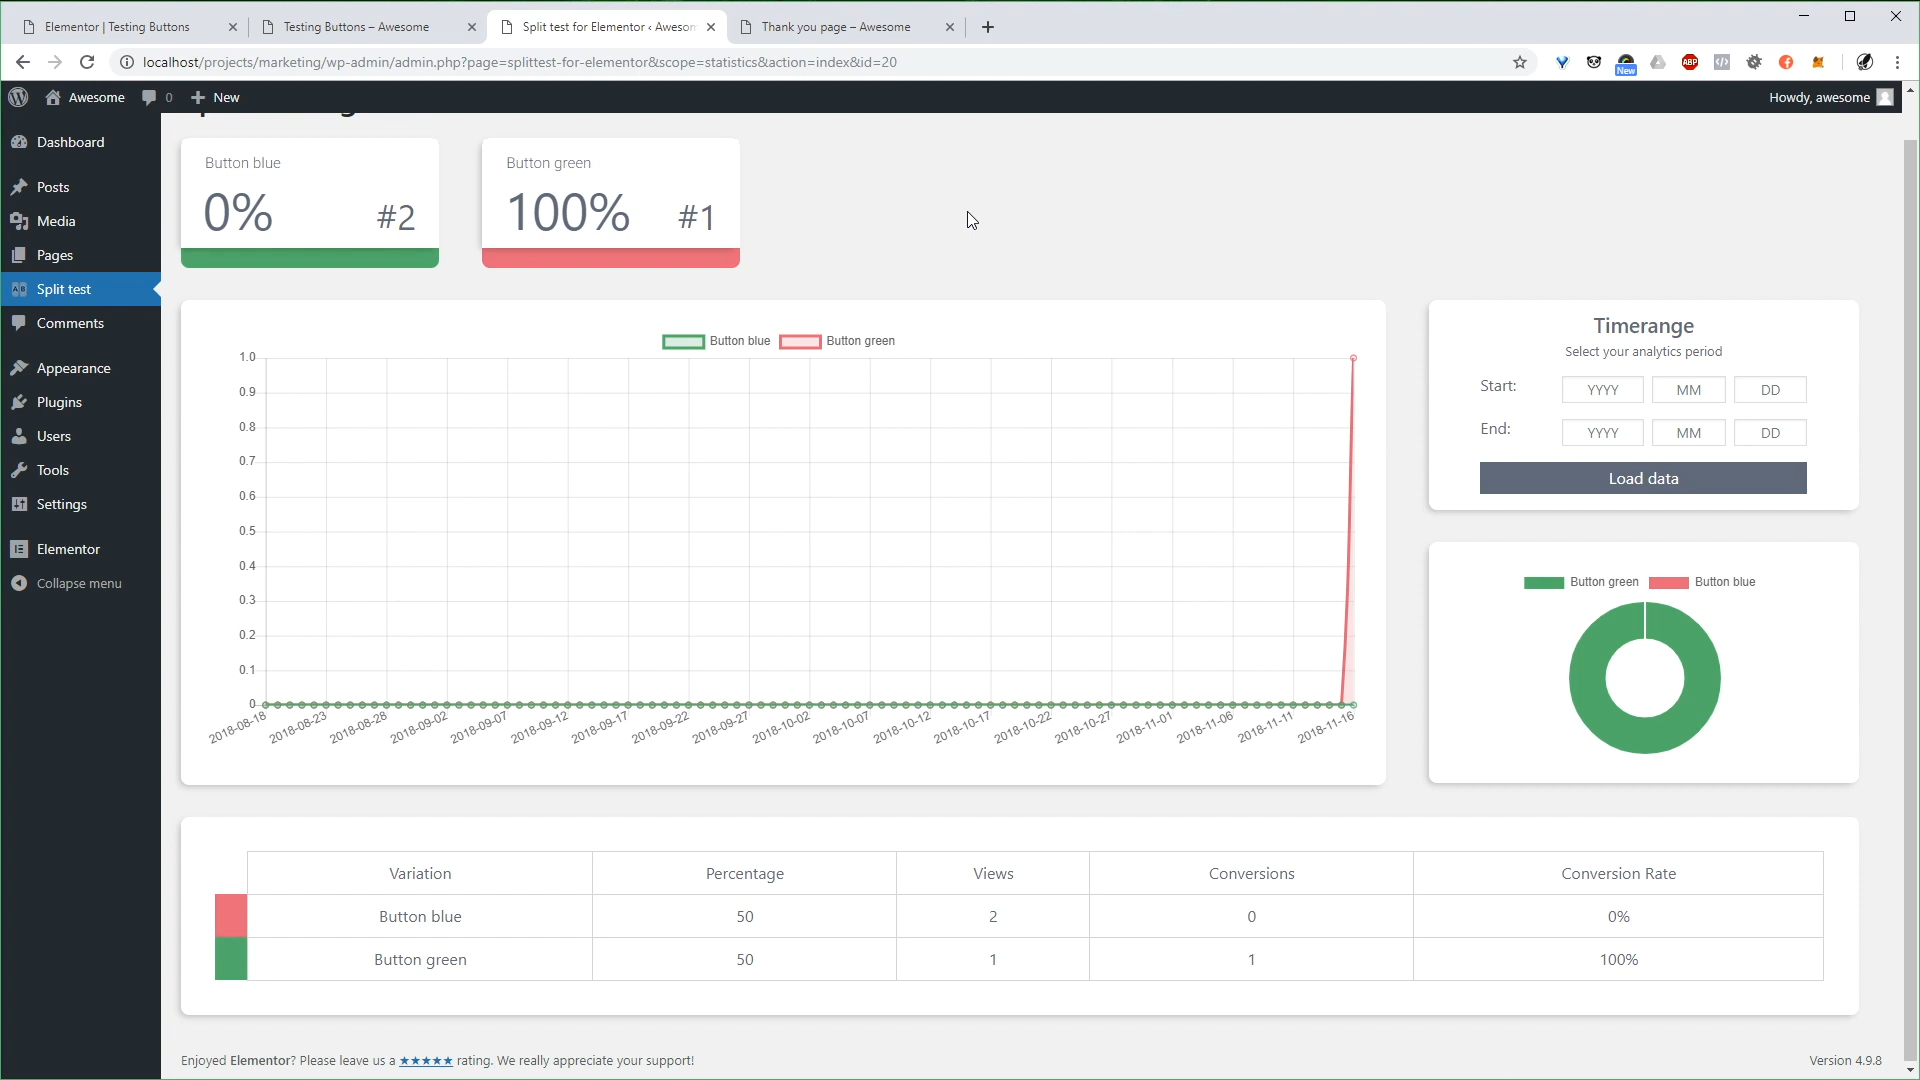 Elementor | Testing Buttons
Testing Buttons – Awesome
Split test for Elementor ‹ Awesom
Thank you page – Awesome
localhost/projects/marketing/wp-admin/admin.php?page=splittest-for-elementor&scope=statistics&action=index&id=20
New
ABP
Awesome
0
New
Howdy, awesome
Dashboard
Posts
Media
Pages
Split test
Comments
Appearance
Plugins
Users
Tools
Settings
Elementor
Collapse menu
Button blue
0%
#2
Button green
100%
#1
Button blue
Button green
1.0
0.9
0.8
0.7
0.6
0.5
0.4
0.3
0.2
0.1
0
2018-08-18
2018-08-23
2018-08-28
2018-09-02
2018-09-07
2018-09-12
2018-09-17
2018-09-22
2018-09-27
2018-10-02
2018-10-07
2018-10-12
2018-10-17
2018-10-22
2018-10-27
2018-11-01
2018-11-06
2018-11-11
2018-11-16
Timerange
Select your analytics period
Start: YYYY MM DD
End: YYYY MM DD
Load data
Button green
Button blue
Variation Percentage Views Conversions Conversion Rate
Button blue 50 2 0 0%
Button green 50 1 1 100%
Enjoyed Elementor? Please leave us a ★★★★★ rating. We really appreciate your support!
Version 4.9.8